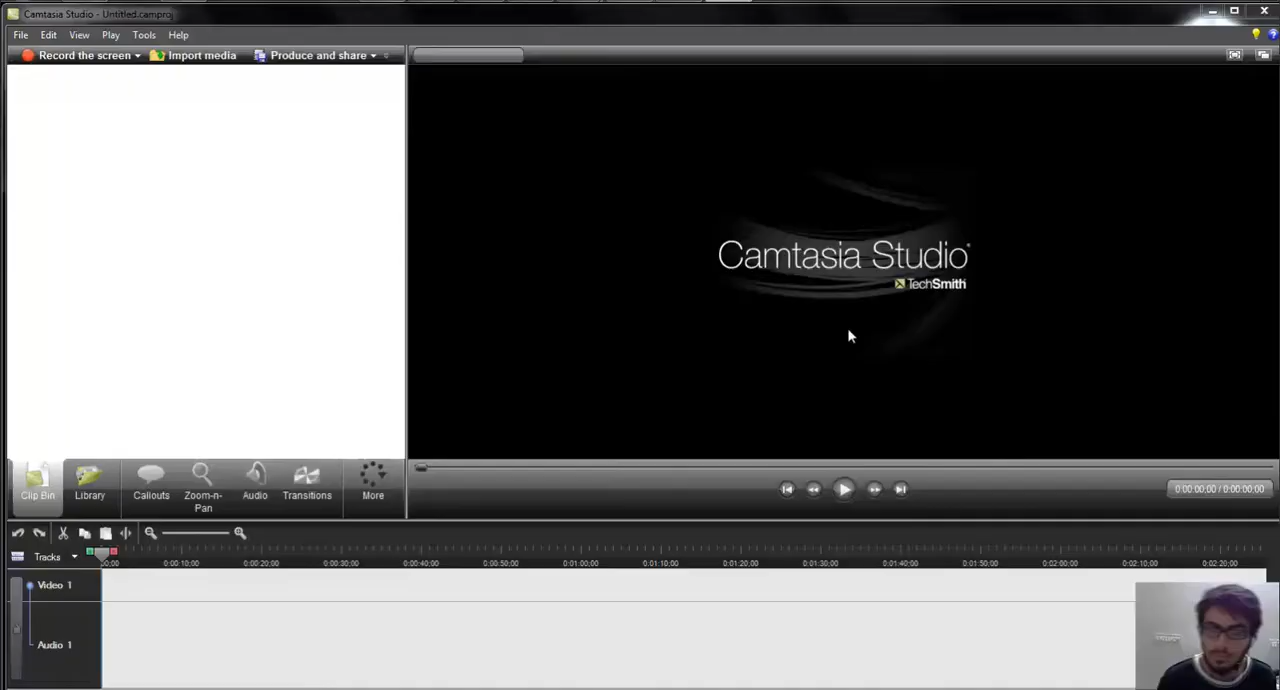 Camtasia Studio - Untitled.camproj
File Edit View Play Tools Help
Record the screen Import media Produce and share
Camtasia Studio®
TechSmith
Clip Bin Library Callouts Zoom-n-Pan Audio Transitions More
0:00:00;00 / 0:00:00;00
Tracks 00;00 0:00:10;00 0:00:20;00 0:00:30;00 0:00:40;00 0:00:50;00 0:01:00;00 0:01:10;00 0:01:20;00 0:01:30;00 0:01:40;00 0:01:50;00 0:02:00;00 0:02:10;00 0:02:20;00
Video 1
Audio 1